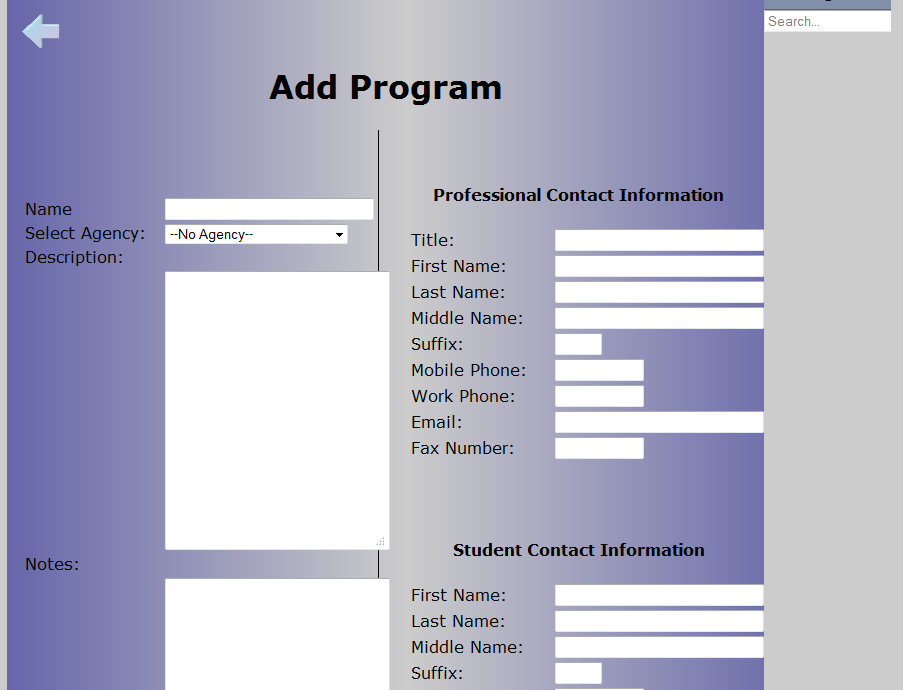 Search...
Add Program
Name
Select Agency: --No Agency--
Description:
Notes:
Professional Contact Information
Title:
First Name:
Last Name:
Middle Name:
Suffix:
Mobile Phone:
Work Phone:
Email:
Fax Number:
Student Contact Information
First Name:
Last Name:
Middle Name:
Suffix: